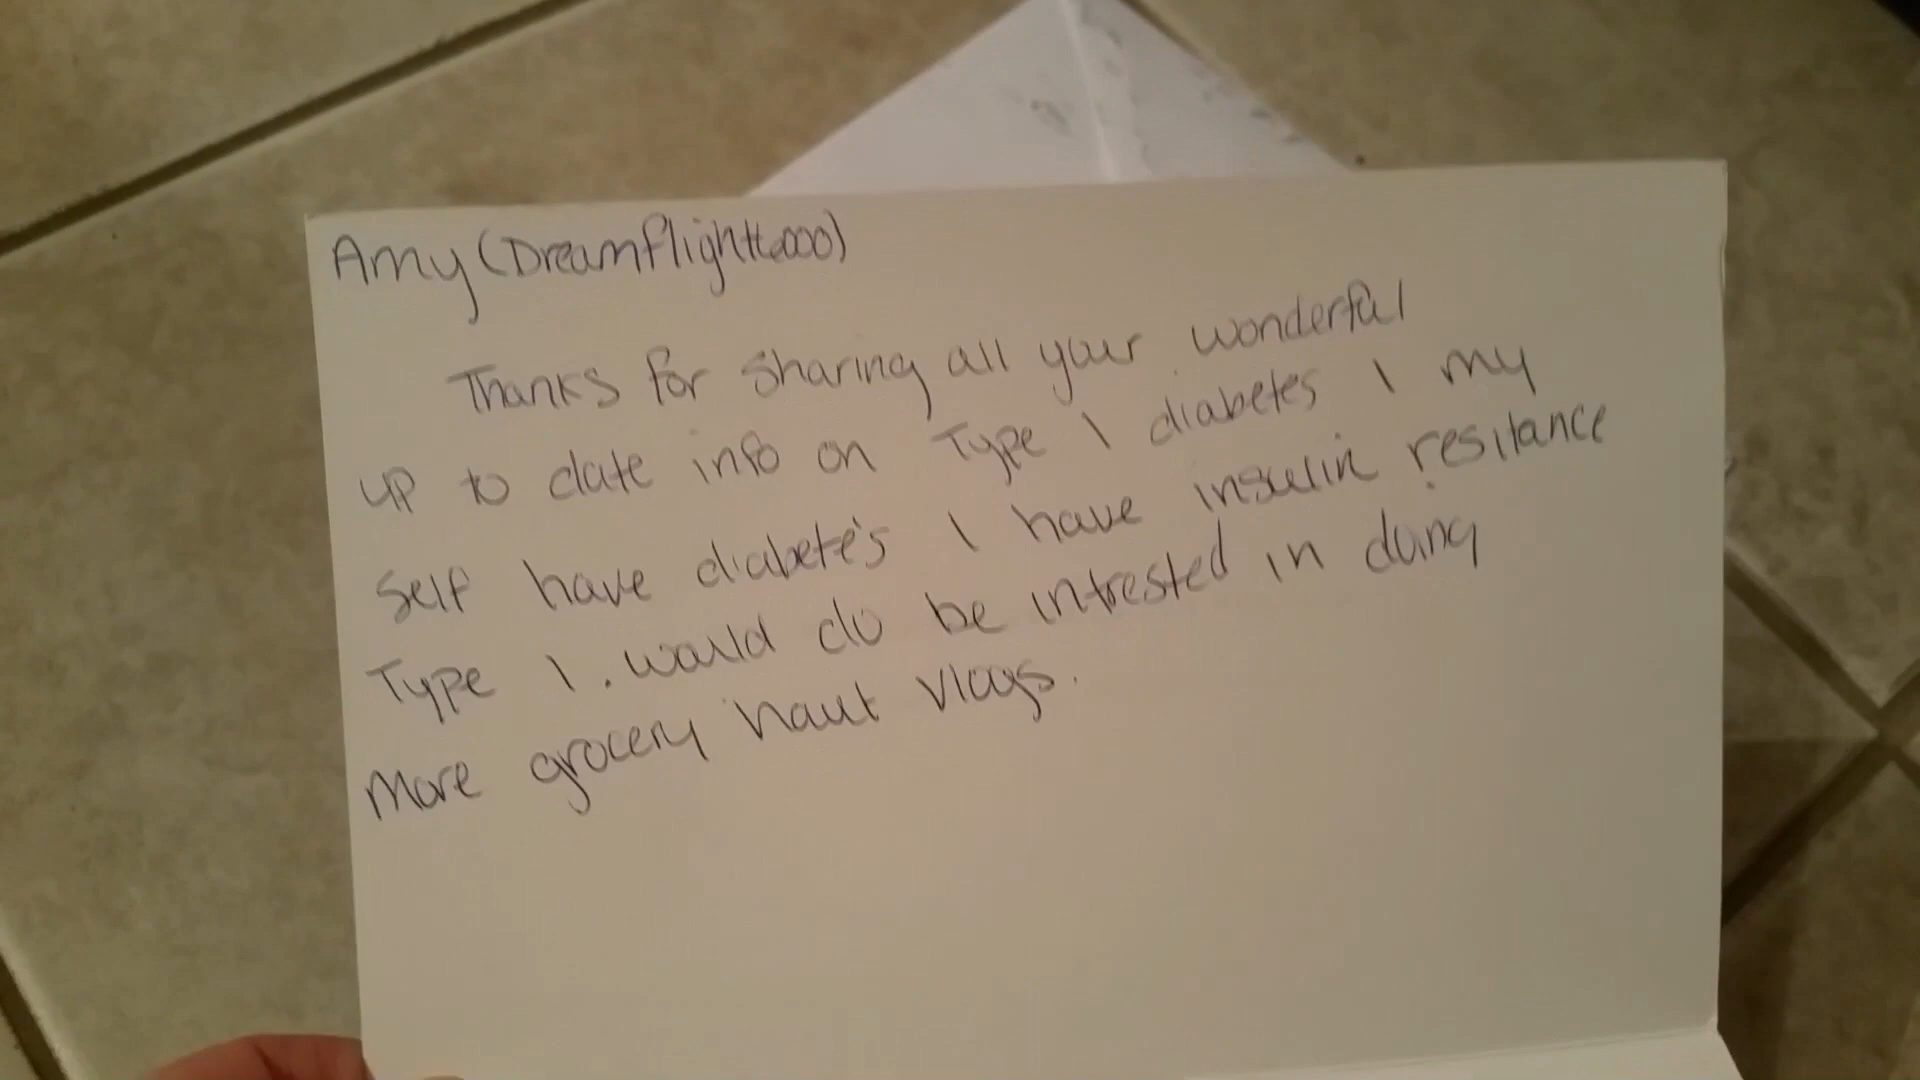 Amy (Dreamflight6000)
Thanks for sharing all your wonderful
up to date info on Type 1 diabetes I my
self have diabete's I have insulin resitance
Type 1. would do be intrested in doing
More grocery haul vlogs.